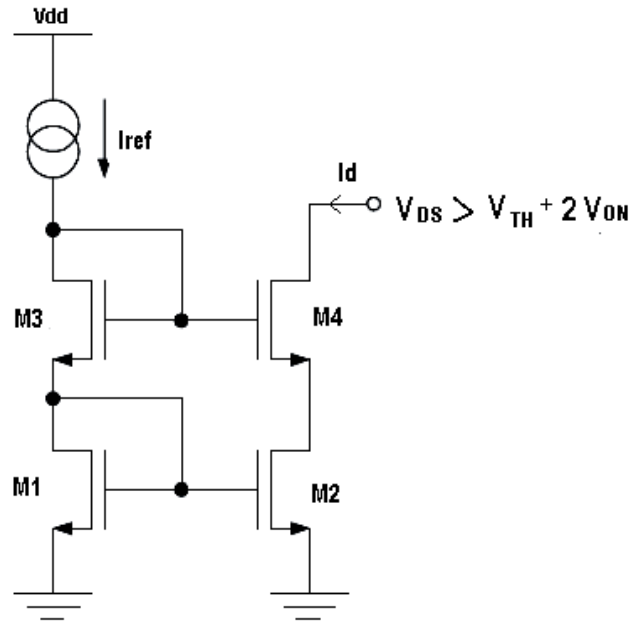 Vdd
Iref
Id
VDS > VTH + 2 VON
M3
M4
M1
M2